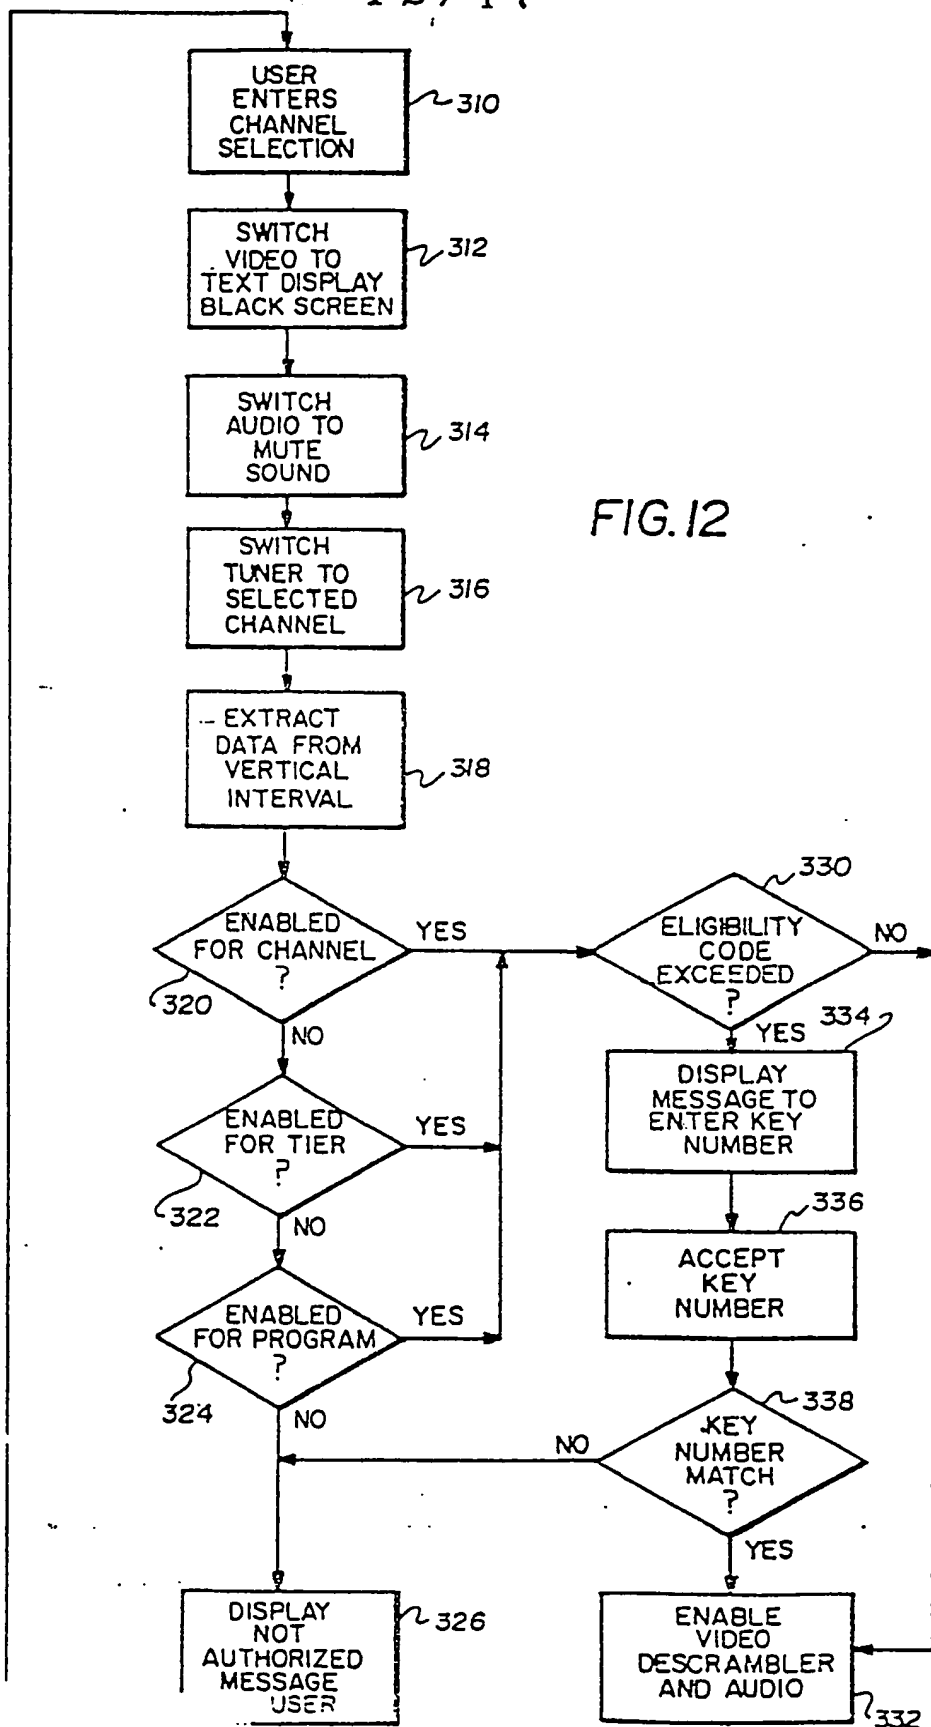 USER
ENTERS
CHANNEL
SELECTION
310
SWITCH
VIDEO TO
TEXT DISPLAY
BLACK SCREEN
312
SWITCH
AUDIO TO
MUTE
SOUND
314
FIG. 12
SWITCH
TUNER TO
SELECTED
CHANNEL
316
EXTRACT
DATA FROM
VERTICAL
INTERVAL
318
ENABLED
FOR CHANNEL
?
320
YES
NO
330
ELIGIBILITY
CODE
EXCEEDED
?
NO
YES
334
DISPLAY
MESSAGE TO
ENTER KEY
NUMBER
ENABLED
FOR TIER
?
322
YES
NO
336
ACCEPT
KEY
NUMBER
ENABLED
FOR PROGRAM
?
324
YES
NO
338
KEY
NUMBER
MATCH
?
NO
YES
DISPLAY
NOT
AUTHORIZED
MESSAGE
USER
326
ENABLE
VIDEO
DESCRAMBLER
AND AUDIO
332